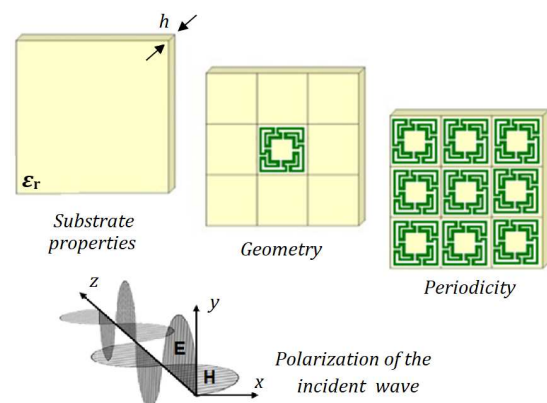 h
εr
Substrate
properties
Geometry
Periodicity
z
y
E
H
x
Polarization of the
incident wave